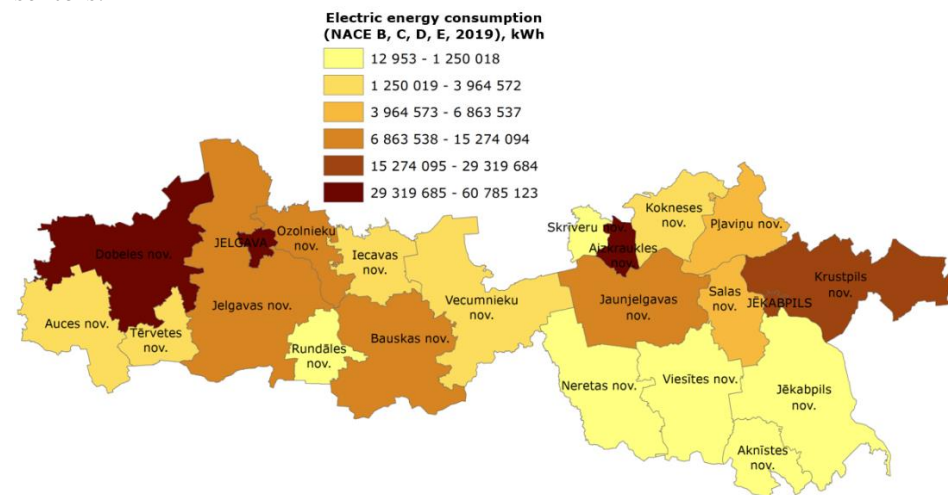 Electric energy consumption
(NACE B, C, D, E, 2019), kWh
12 953 - 1 250 018
1 250 019 - 3 964 572
3 964 573 - 6 863 537
6 863 538 - 15 274 094
15 274 095 - 29 319 684
29 319 685 - 60 785 123
Dobeles nov.
JELGAVA
Ozolnieku
nov.
Iecavas
nov.
Jelgavas nov.
Auces nov.
Tērvetes
nov.
Rundāles
nov.
Bauskas nov.
Vecumnieku
nov.
Skrīveru nov.
Aizkraukles
nov.
Kokneses
nov.
Pļaviņu nov.
Jaunjelgavas
nov.
Salas
nov.
JĒKABPILS
Krustpils
nov.
Neretas nov.
Viesītes nov.
Jēkabpils
nov.
Aknīstes
nov.